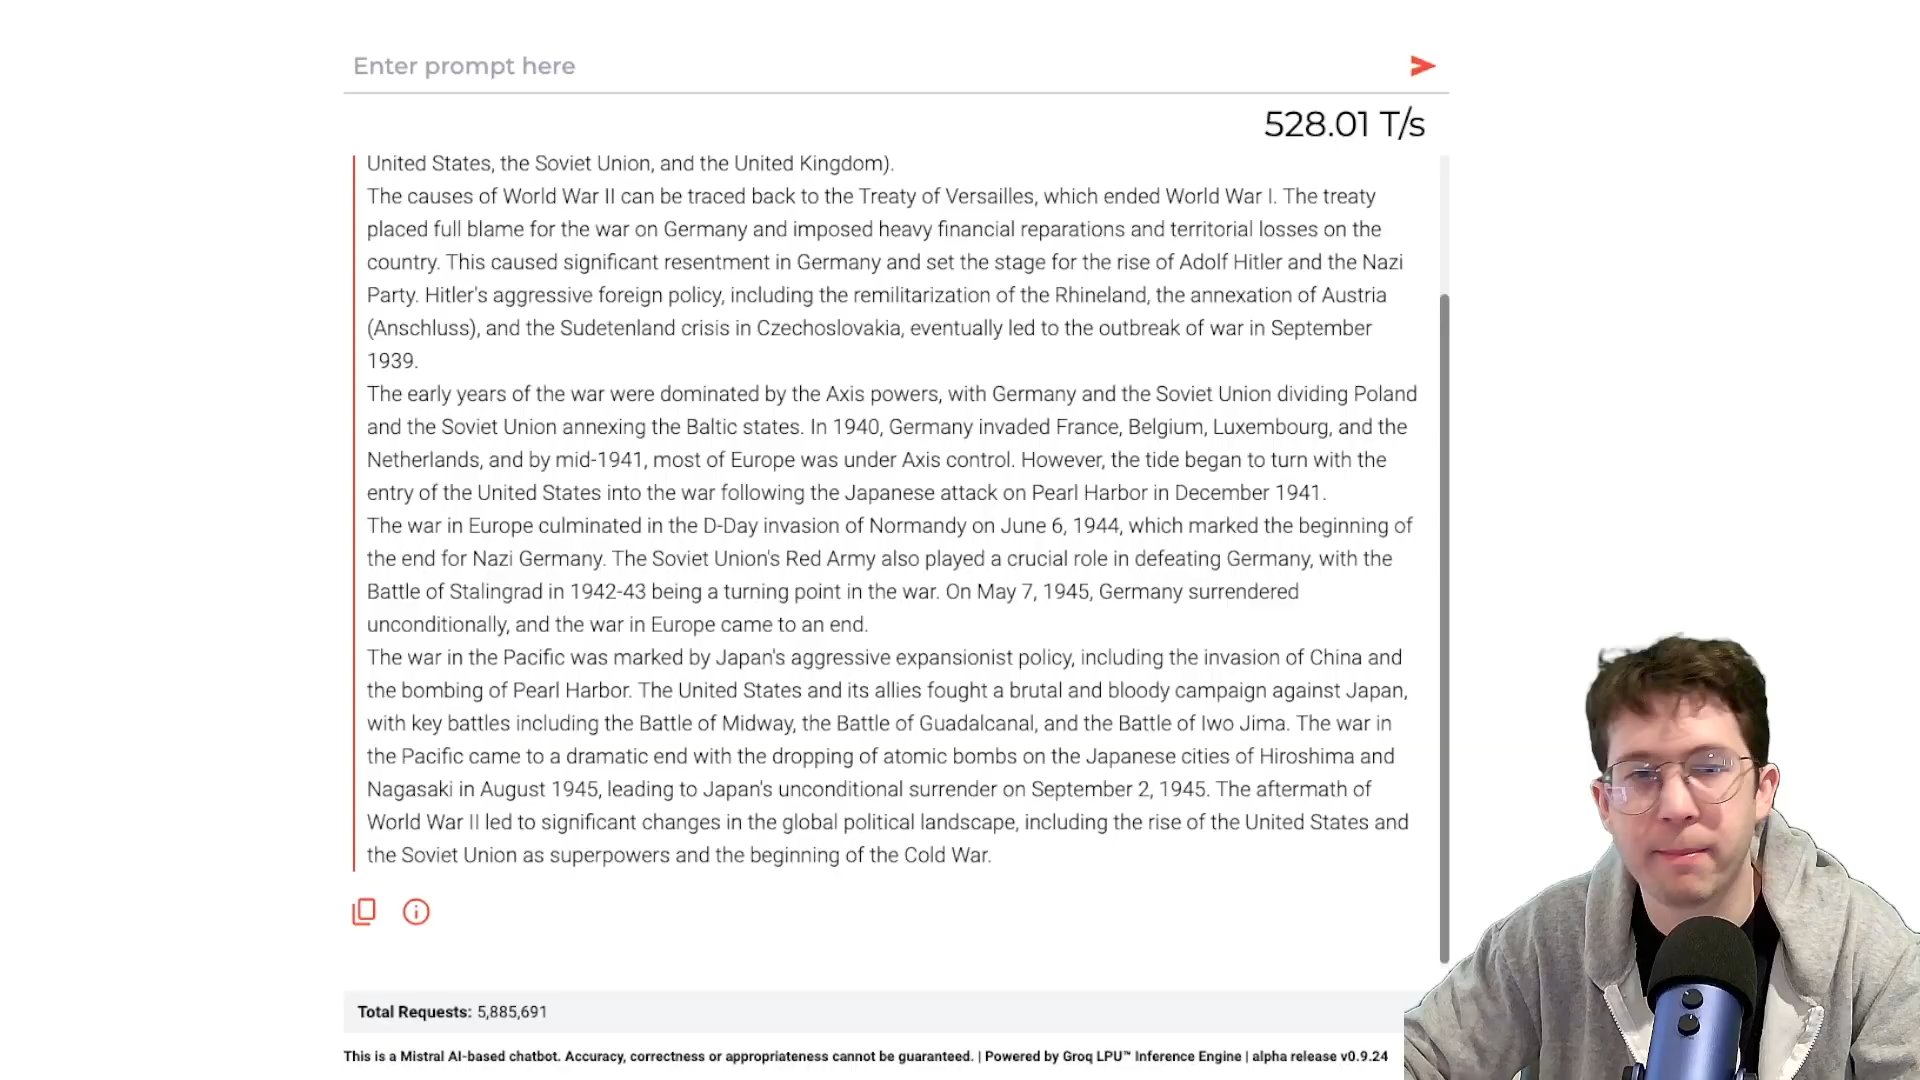 Enter prompt here
528.01 T/s
United States, the Soviet Union, and the United Kingdom).
The causes of World War II can be traced back to the Treaty of Versailles, which ended World War I. The treaty
placed full blame for the war on Germany and imposed heavy financial reparations and territorial losses on the
country. This caused significant resentment in Germany and set the stage for the rise of Adolf Hitler and the Nazi
Party. Hitler's aggressive foreign policy, including the remilitarization of the Rhineland, the annexation of Austria
(Anschluss), and the Sudetenland crisis in Czechoslovakia, eventually led to the outbreak of war in September
1939.
The early years of the war were dominated by the Axis powers, with Germany and the Soviet Union dividing Poland
and the Soviet Union annexing the Baltic states. In 1940, Germany invaded France, Belgium, Luxembourg, and the
Netherlands, and by mid-1941, most of Europe was under Axis control. However, the tide began to turn with the
entry of the United States into the war following the Japanese attack on Pearl Harbor in December 1941.
The war in Europe culminated in the D-Day invasion of Normandy on June 6, 1944, which marked the beginning of
the end for Nazi Germany. The Soviet Union's Red Army also played a crucial role in defeating Germany, with the
Battle of Stalingrad in 1942-43 being a turning point in the war. On May 7, 1945, Germany surrendered
unconditionally, and the war in Europe came to an end.
The war in the Pacific was marked by Japan's aggressive expansionist policy, including the invasion of China and
the bombing of Pearl Harbor. The United States and its allies fought a brutal and bloody campaign against Japan,
with key battles including the Battle of Midway, the Battle of Guadalcanal, and the Battle of Iwo Jima. The war in
the Pacific came to a dramatic end with the dropping of atomic bombs on the Japanese cities of Hiroshima and
Nagasaki in August 1945, leading to Japan's unconditional surrender on September 2, 1945. The aftermath of
World War II led to significant changes in the global political landscape, including the rise of the United States and
the Soviet Union as superpowers and the beginning of the Cold War.
Total Requests: 5,885,691
This is a Mistral AI-based chatbot. Accuracy, correctness or appropriateness cannot be guaranteed. | Powered by Groq LPU™ Inference Engine | alpha release v0.9.24